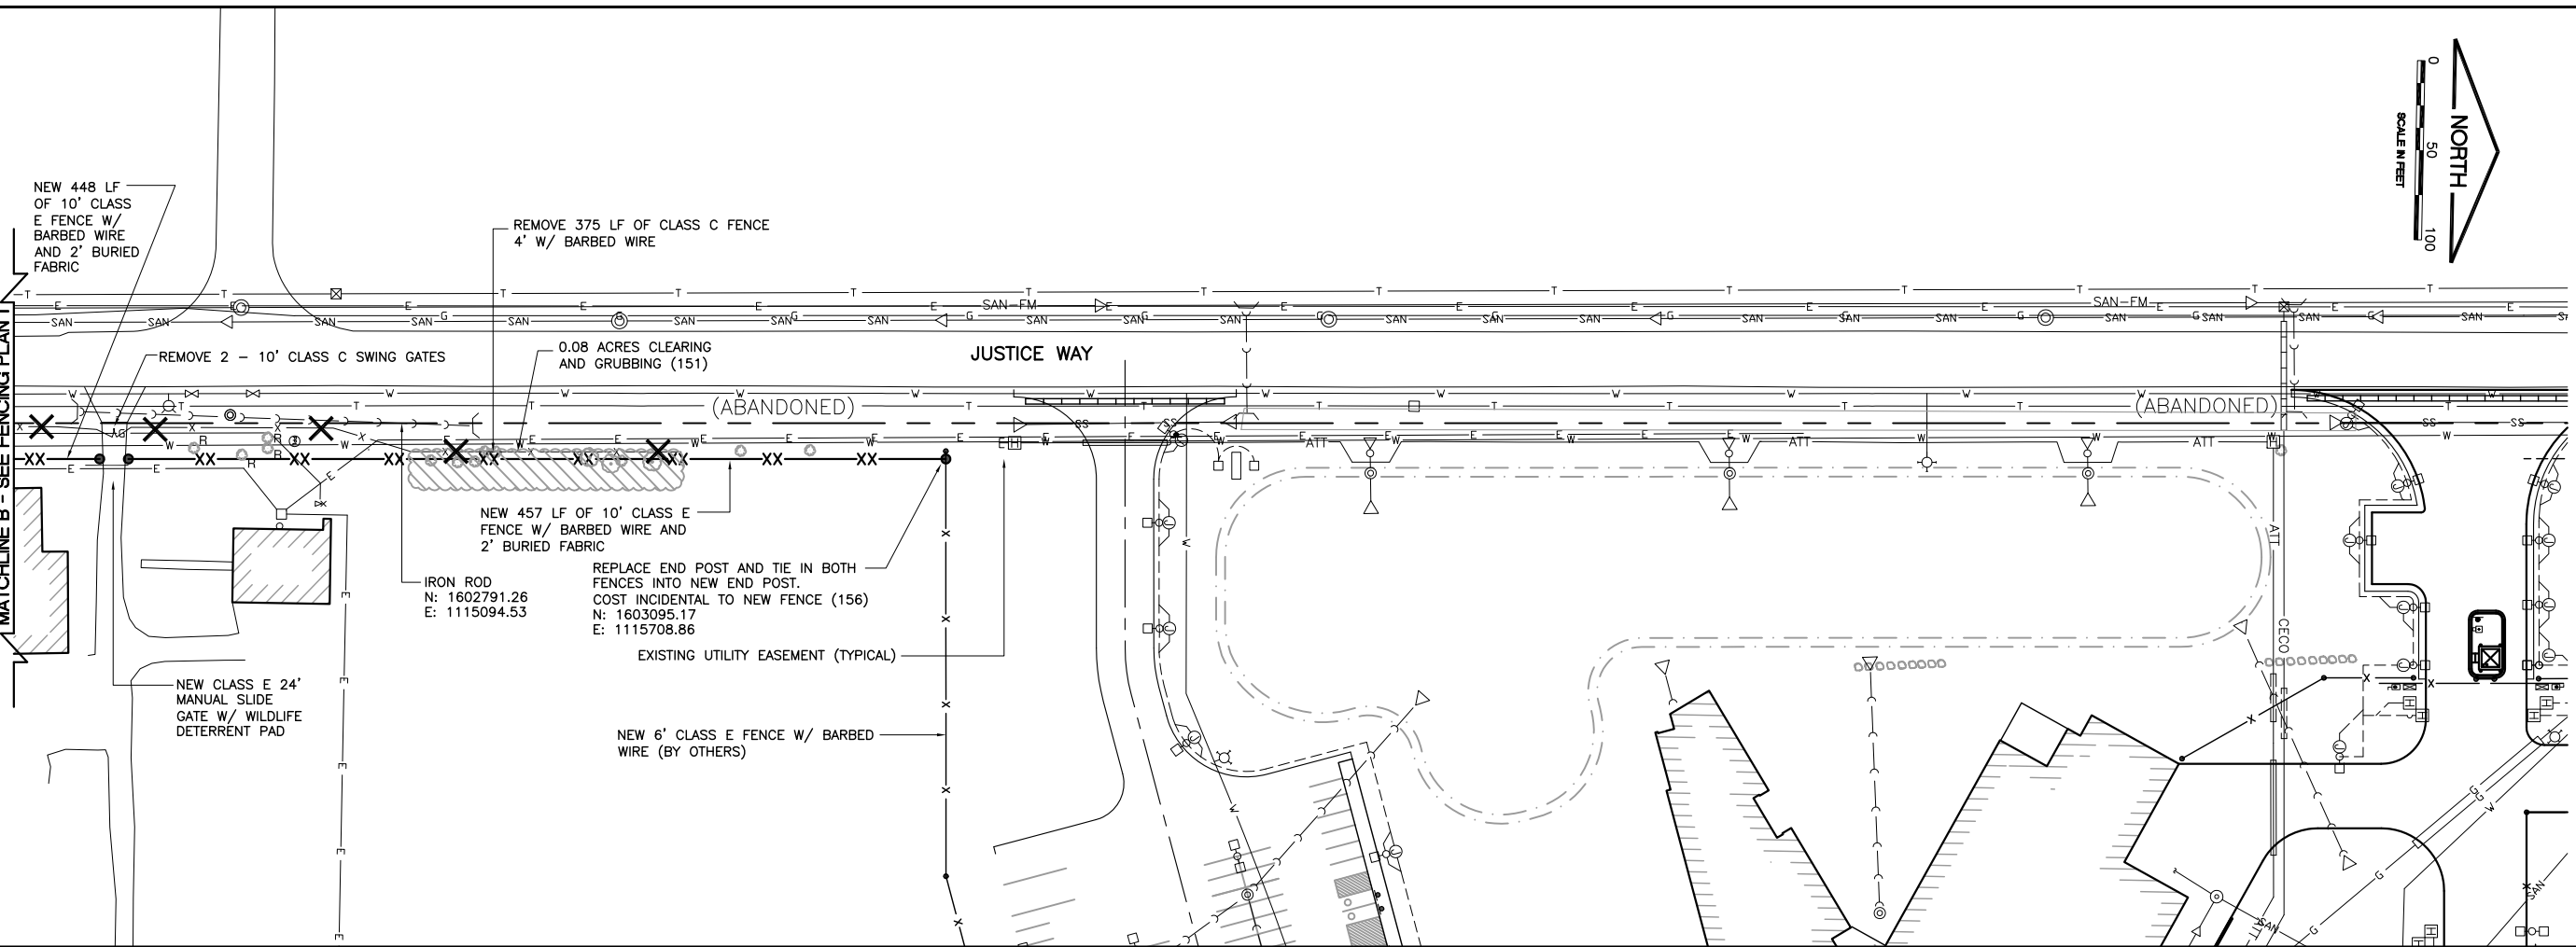 0
50
100
SCALE IN FEET
NORTH
NEW 448 LF
OF 10' CLASS
E FENCE W/
BARBED WIRE
AND 2' BURIED
FABRIC
REMOVE 375 LF OF CLASS C FENCE
4' W/ BARBED WIRE
SAN-FM
SAN-FM
REMOVE 2 - 10' CLASS C SWING GATES
0.08 ACRES CLEARING
AND GRUBBING (151)
JUSTICE WAY
(ABANDONED)
(ABANDONED)
MATCHLINE B - SEE FENCING PLAN
NEW 457 LF OF 10' CLASS E
FENCE W/ BARBED WIRE AND
2' BURIED FABRIC
IRON ROD
N: 1602791.26
E: 1115094.53
REPLACE END POST AND TIE IN BOTH
FENCES INTO NEW END POST.
COST INCIDENTAL TO NEW FENCE (156)
N: 1603095.17
E: 1115708.86
EXISTING UTILITY EASEMENT (TYPICAL)
NEW CLASS E 24'
MANUAL SLIDE
GATE W/ WILDLIFE
DETERRENT PAD
NEW 6' CLASS E FENCE W/ BARBED
WIRE (BY OTHERS)
ATT
ATT
ATT
ATT
CECO